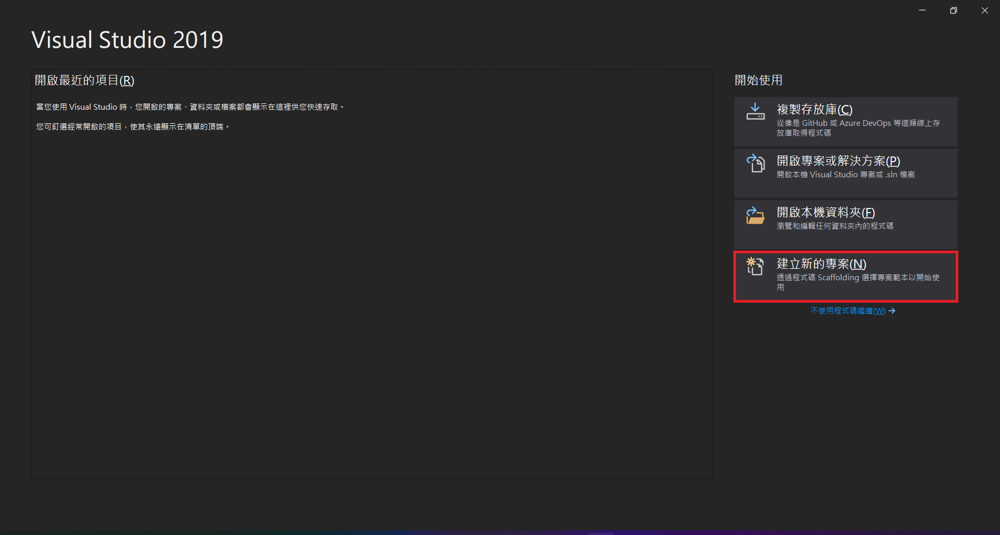 Visual Studio 2019
開啟最近的項目(R)
當您使用 Visual Studio 時，您開啟的專案、資料夾或檔案都會顯示在這裡供您快速存取。
您可釘選經常開啟的項目，使其永遠顯示在清單的頂端。
開始使用
複製存放庫(C)
從像是 GitHub 或 Azure DevOps 等這類線上存
放庫取得程式碼
開啟專案或解決方案(P)
開啟本機 Visual Studio 專案或 .sln 檔案
開啟本機資料夾(F)
瀏覽和編輯任何資料夾內的程式碼
建立新的專案(N)
透過程式碼 Scaffolding 選擇專案範本以開始使
用
不使用程式碼繼續(W) →